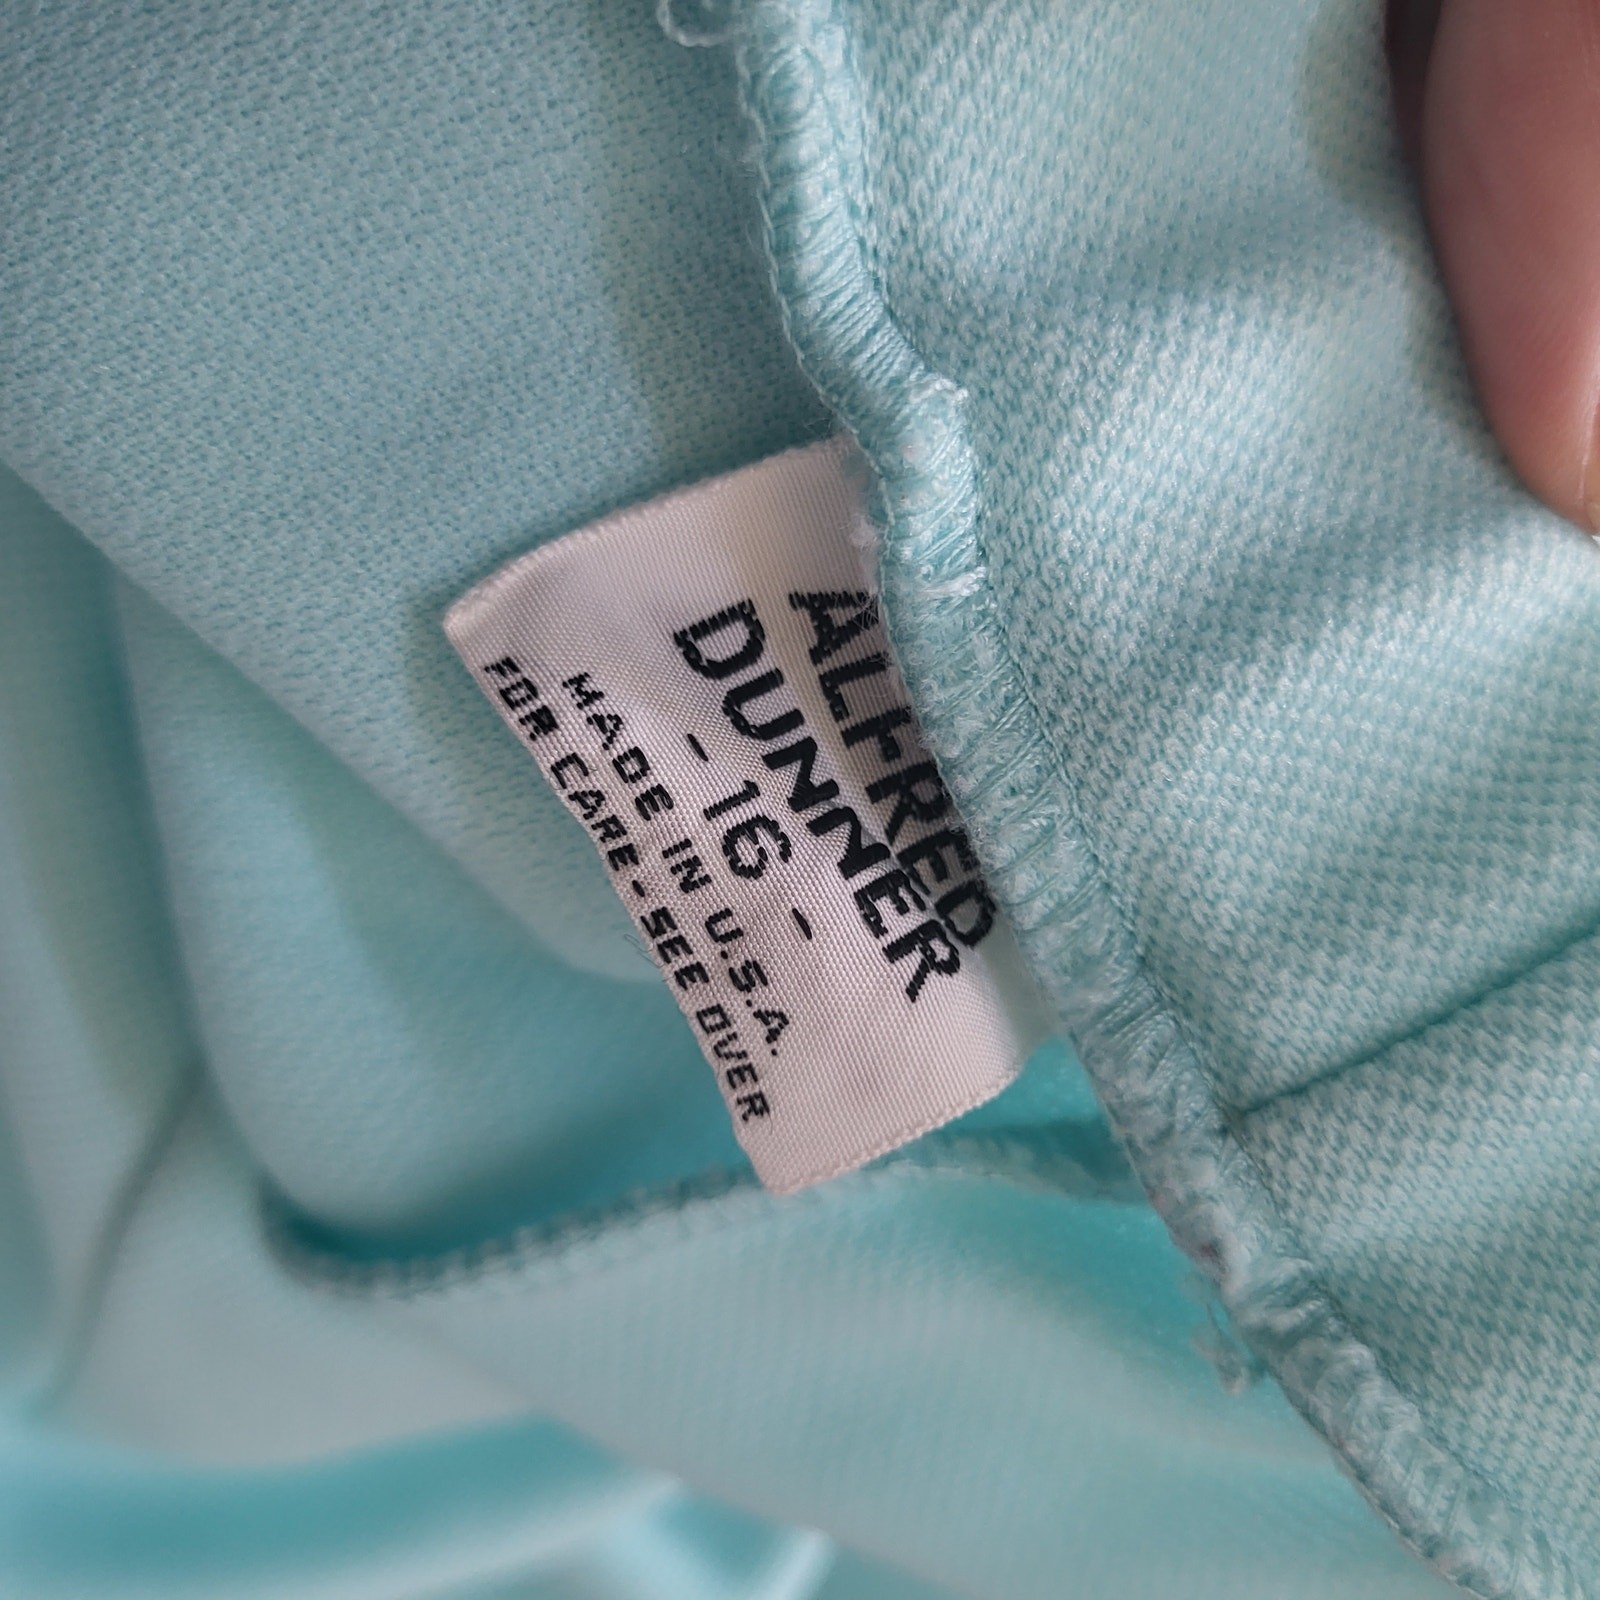 ALFRED
DUNNER
- 16 -
MADE IN U.S.A.
FOR CARE-SEE OVER